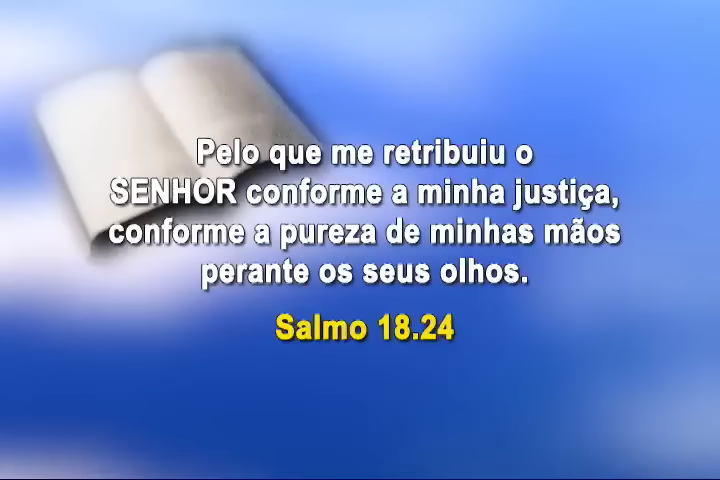 Pelo que me retribuiu o
SENHOR conforme a minha justiça,
conforme a pureza de minhas mãos
perante os seus olhos.
Salmo 18.24